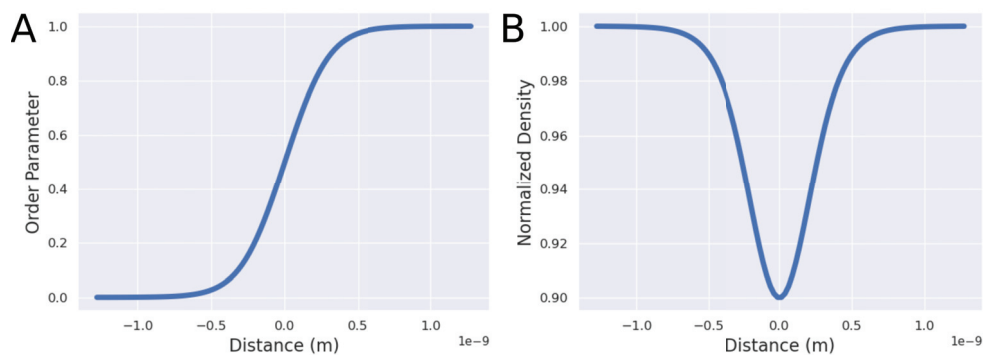 A
1.0
0.8
0.6
0.4
0.2
0.0
Order Parameter
−1.0 −0.5 0.0 0.5 1.0
Distance (m)
1e−9
B
1.00
0.98
0.96
0.94
0.92
0.90
Normalized Density
−1.0 −0.5 0.0 0.5 1.0
Distance (m)
1e−9